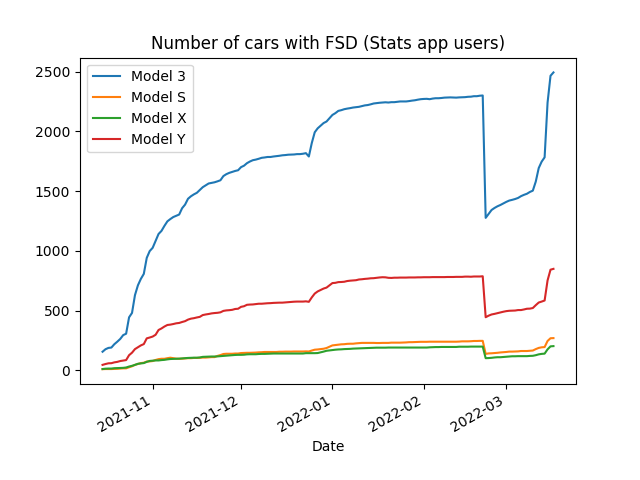 Number of cars with FSD (Stats app users)
Model 3
Model S
Model X
Model Y
2500
2000
1500
1000
500
0
2021-11
2021-12
2022-01
2022-02
2022-03
Date